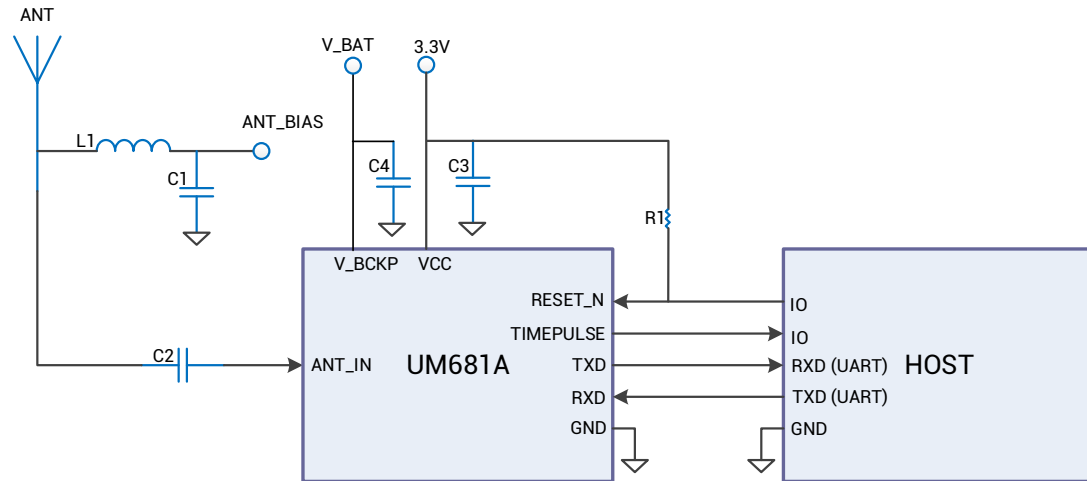 ANT
V_BAT
3.3V
ANT_BIAS
L1
C1
C4
C3
R1
V_BCKP
VCC
RESET_N
IO
TIMEPULSE
IO
C2
ANT_IN
UM681A
TXD
RXD (UART)
HOST
RXD
TXD (UART)
GND
GND